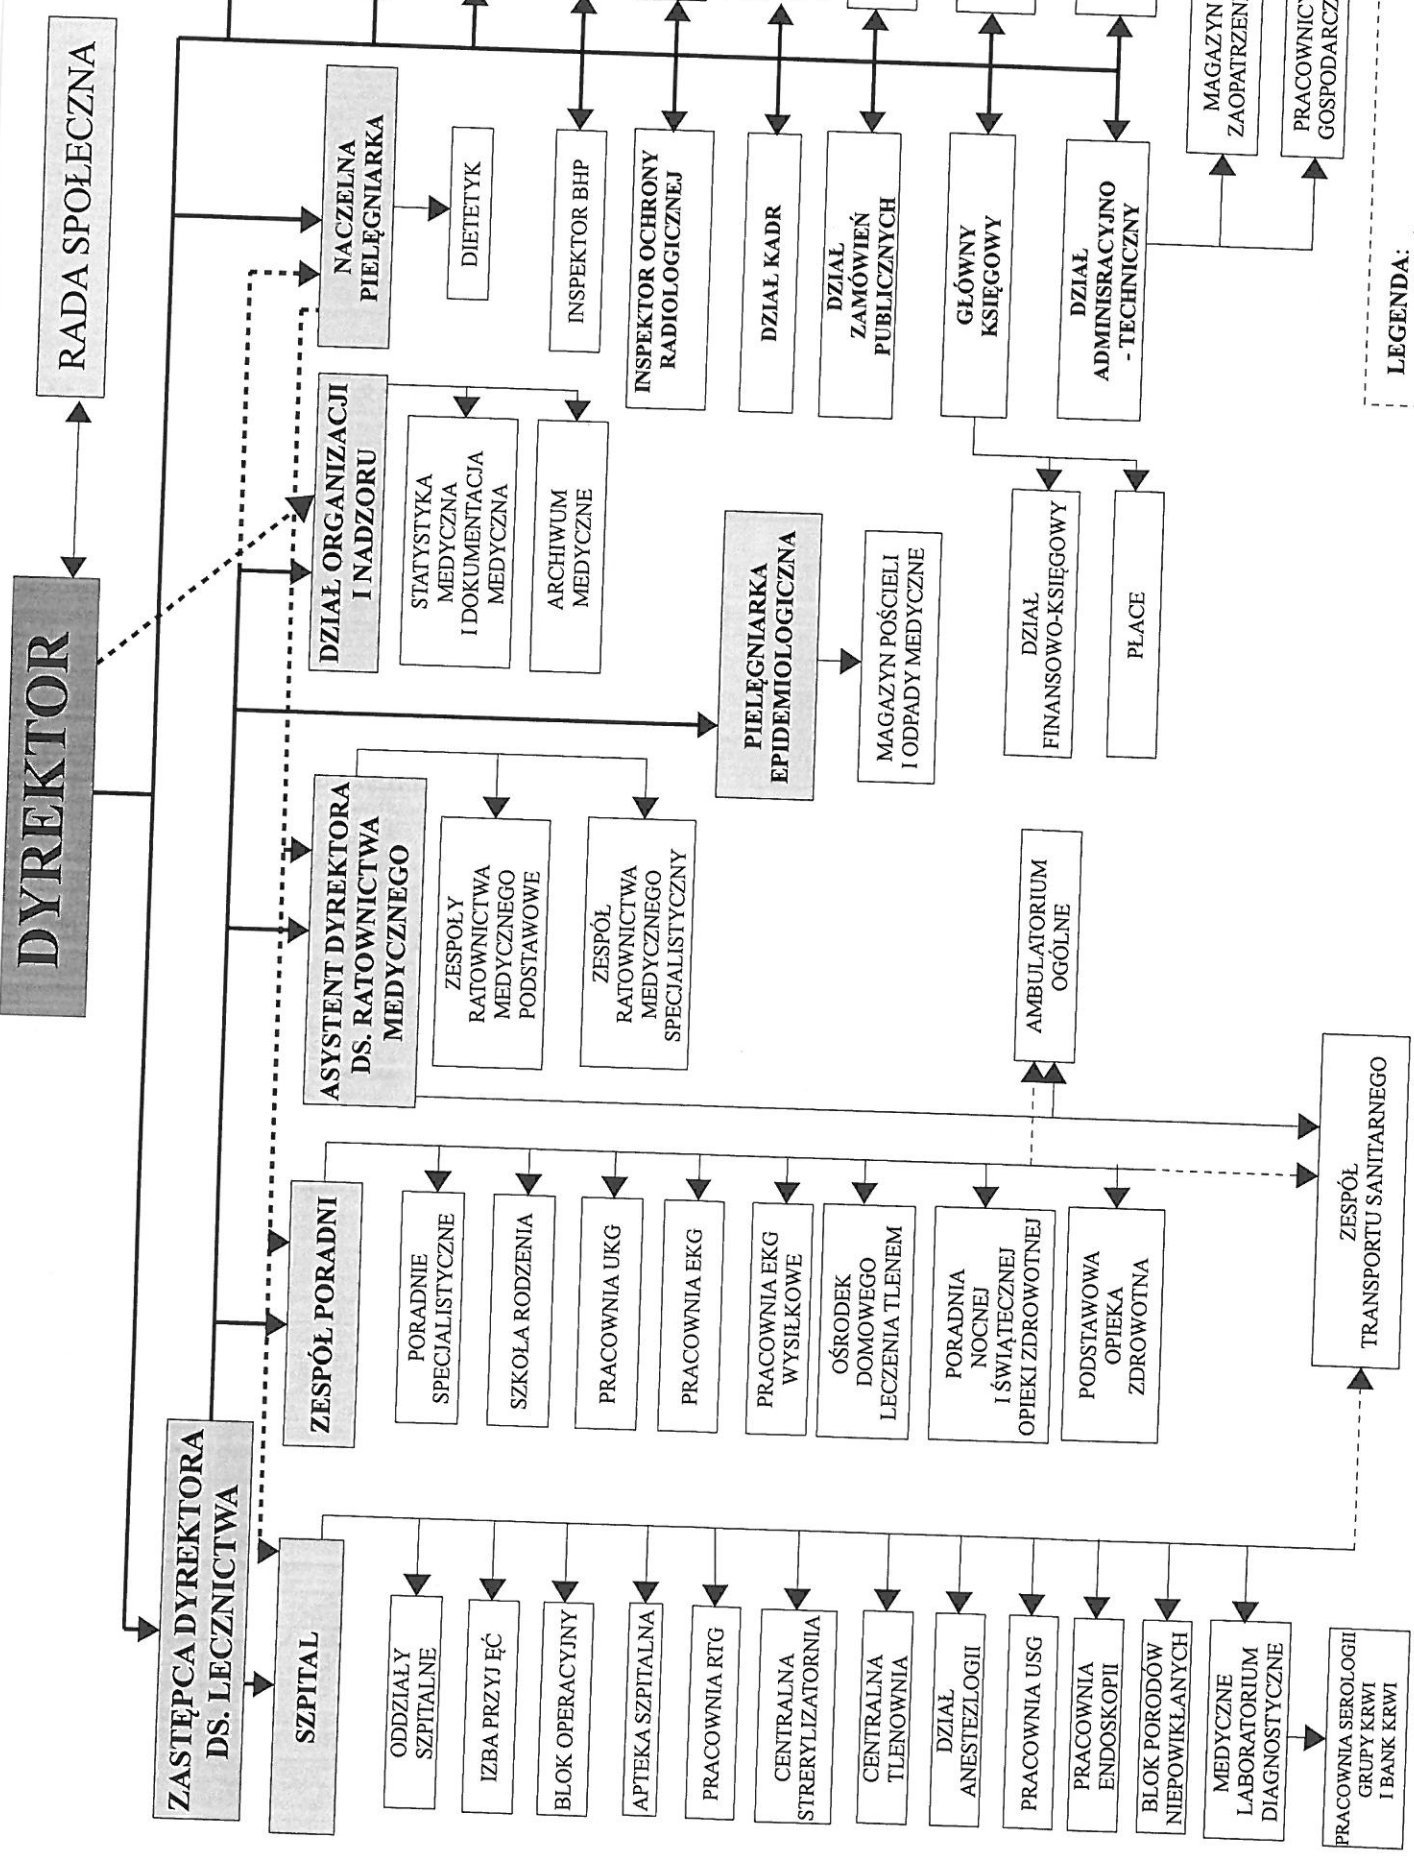 RADA SPOŁECZNA
DYREKTOR
ZASTĘPCA DYREKTORA
DS. LECZNICTWA
SZPITAL
ODDZIAŁY
SZPITALNE
IZBA PRZYJ ĘĆ
BLOK OPERACYJNY
APTEKA SZPITALNA
PRACOWNIA RTG
CENTRALNA
STRERYLIZATORNIA
CENTRALNA
TLENOWNIA
DZIAŁ
ANESTEZLOGII
PRACOWNIA USG
PRACOWNIA
ENDOSKOPII
BLOK PORODÓW
NIEPOWIKŁANYCH
MEDYCZNE
LABORATORIUM
DIAGNOSTYCZNE
PRACOWNIA SEROLOGII
GRUPY KRWI
I BANK KRWI
ZESPÓŁ PORADNI
PORADNIE
SPECJALISTYCZNE
SZKOŁA RODZENIA
PRACOWNIA UKG
PRACOWNIA EKG
PRACOWNIA EKG
WYSIŁKOWE
OŚRODEK
DOMOWEGO
LECZENIA TLENEM
PORADNIA
NOCNEJ
I ŚWIĄTECZNEJ
OPIEKI ZDROWOTNEJ
PODSTAWOWA
OPIEKA
ZDROWOTNA
ZESPÓŁ
TRANSPORTU SANITARNEGO
ASYSTENT DYREKTORA
DS. RATOWNICTWA
MEDYCZNEGO
ZESPOŁY
RATOWNICTWA
MEDYCZNEGO
PODSTAWOWE
ZESPÓŁ
RATOWNICTWA
MEDYCZNEGO
SPECJALISTYCZNY
AMBULATORIUM
OGÓLNE
DZIAŁ ORGANIZACJI
I NADZORU
STATYSTYKA
MEDYCZNA
I DOKUMENTACJA
MEDYCZNA
ARCHIWUM
MEDYCZNE
PIELĘGNIARKA
EPIDEMIOLOGICZNA
MAGAZYN POŚCIELI
I ODPADY MEDYCZNE
NACZELNA
PIELĘGNIARKA
DIETETYK
INSPEKTOR BHP
INSPEKTOR OCHRONY
RADIOLOGICZNEJ
DZIAŁ KADR
DZIAŁ
ZAMÓWIEŃ
PUBLICZNYCH
GŁÓWNY
KSIĘGOWY
DZIAŁ
FINANSOWO-KSIĘGOWY
PŁACE
DZIAŁ
ADMINISRACYJNO
- TECHNICZNY
MAGAZYN
ZAOPATRZEN
PRACOWNIC
GOSPODARCZ
LEGENDA: